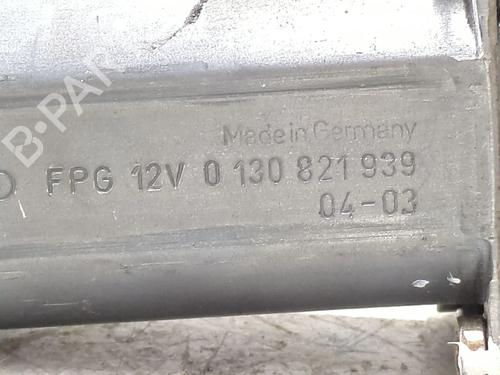 B-PAR
Made in Germany
FPG 12V 0 130 821 939
04-03